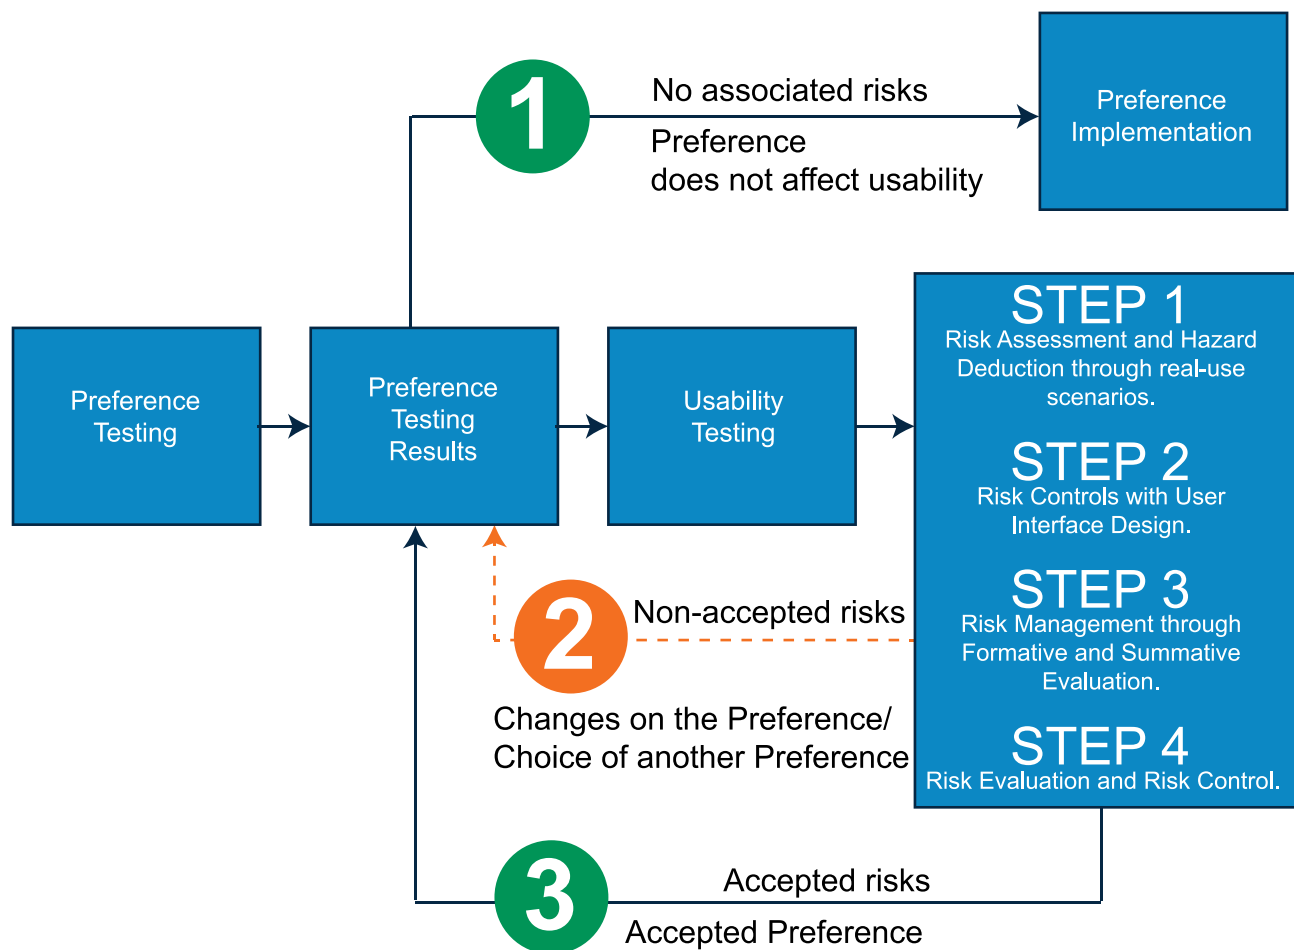 1
No associated risks
Preference
does not affect usability
Preference
Implementation
Preference
Testing
Preference
Testing
Results
Usability
Testing
STEP 1
Risk Assessment and Hazard
Deduction through real-use
scenarios.
STEP 2
Risk Controls with User
Interface Design.
STEP 3
Risk Management through
Formative and Summative
Evaluation.
STEP 4
Risk Evaluation and Risk Control.
2
Non-accepted risks
Changes on the Preference/
Choice of another Preference
3
Accepted risks
Accepted Preference